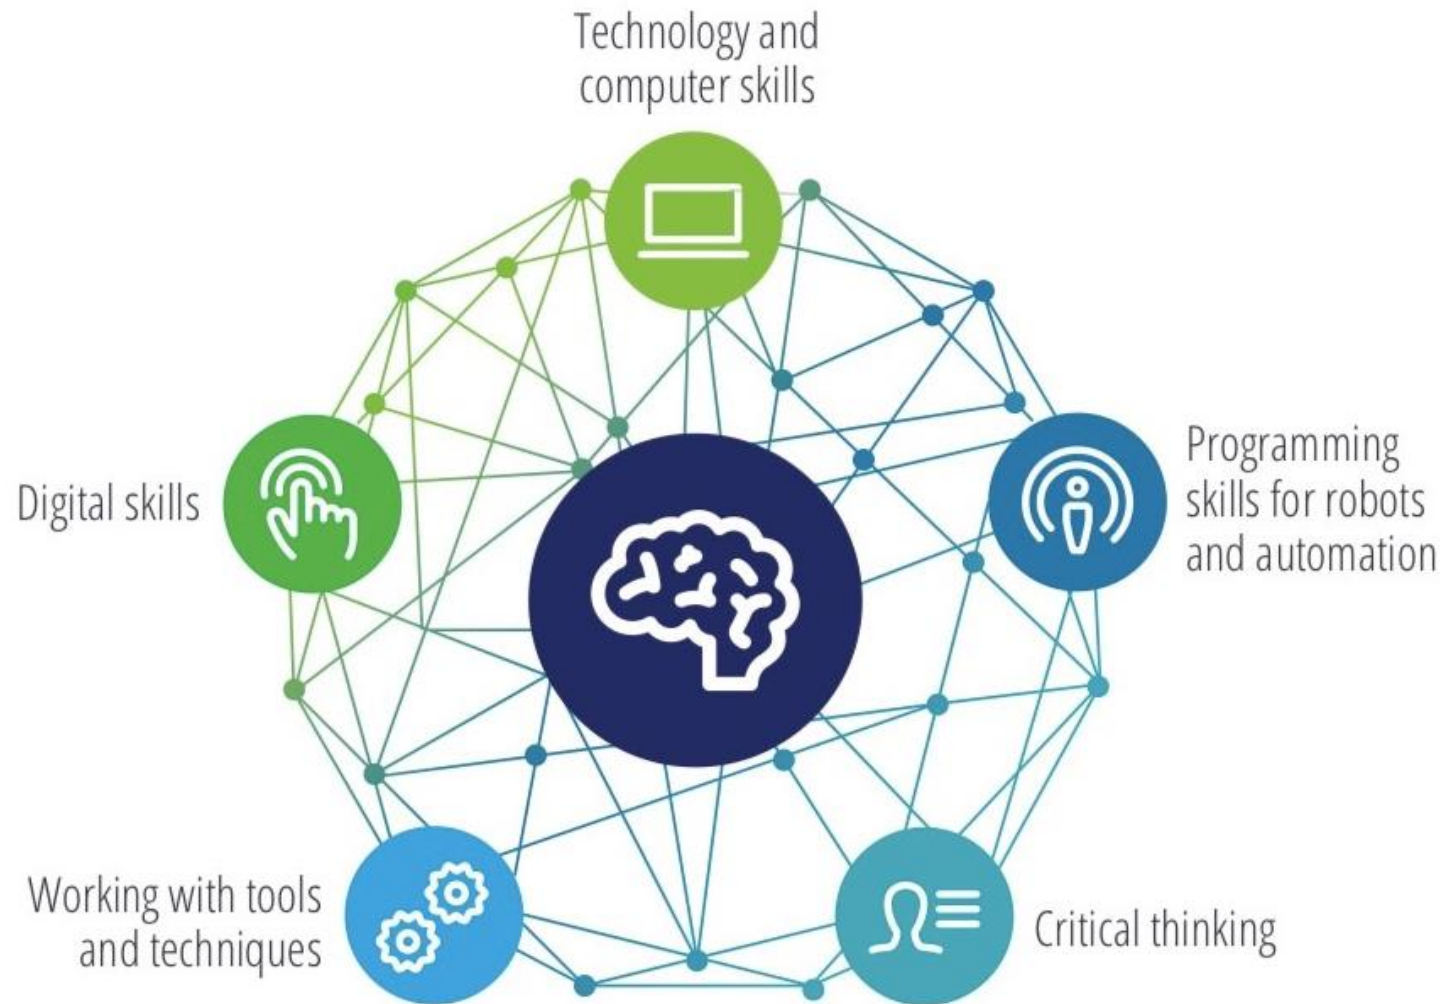 Technology and
computer skills
Digital skills
Programming
skills for robots
and automation
Working with tools
and techniques
Critical thinking